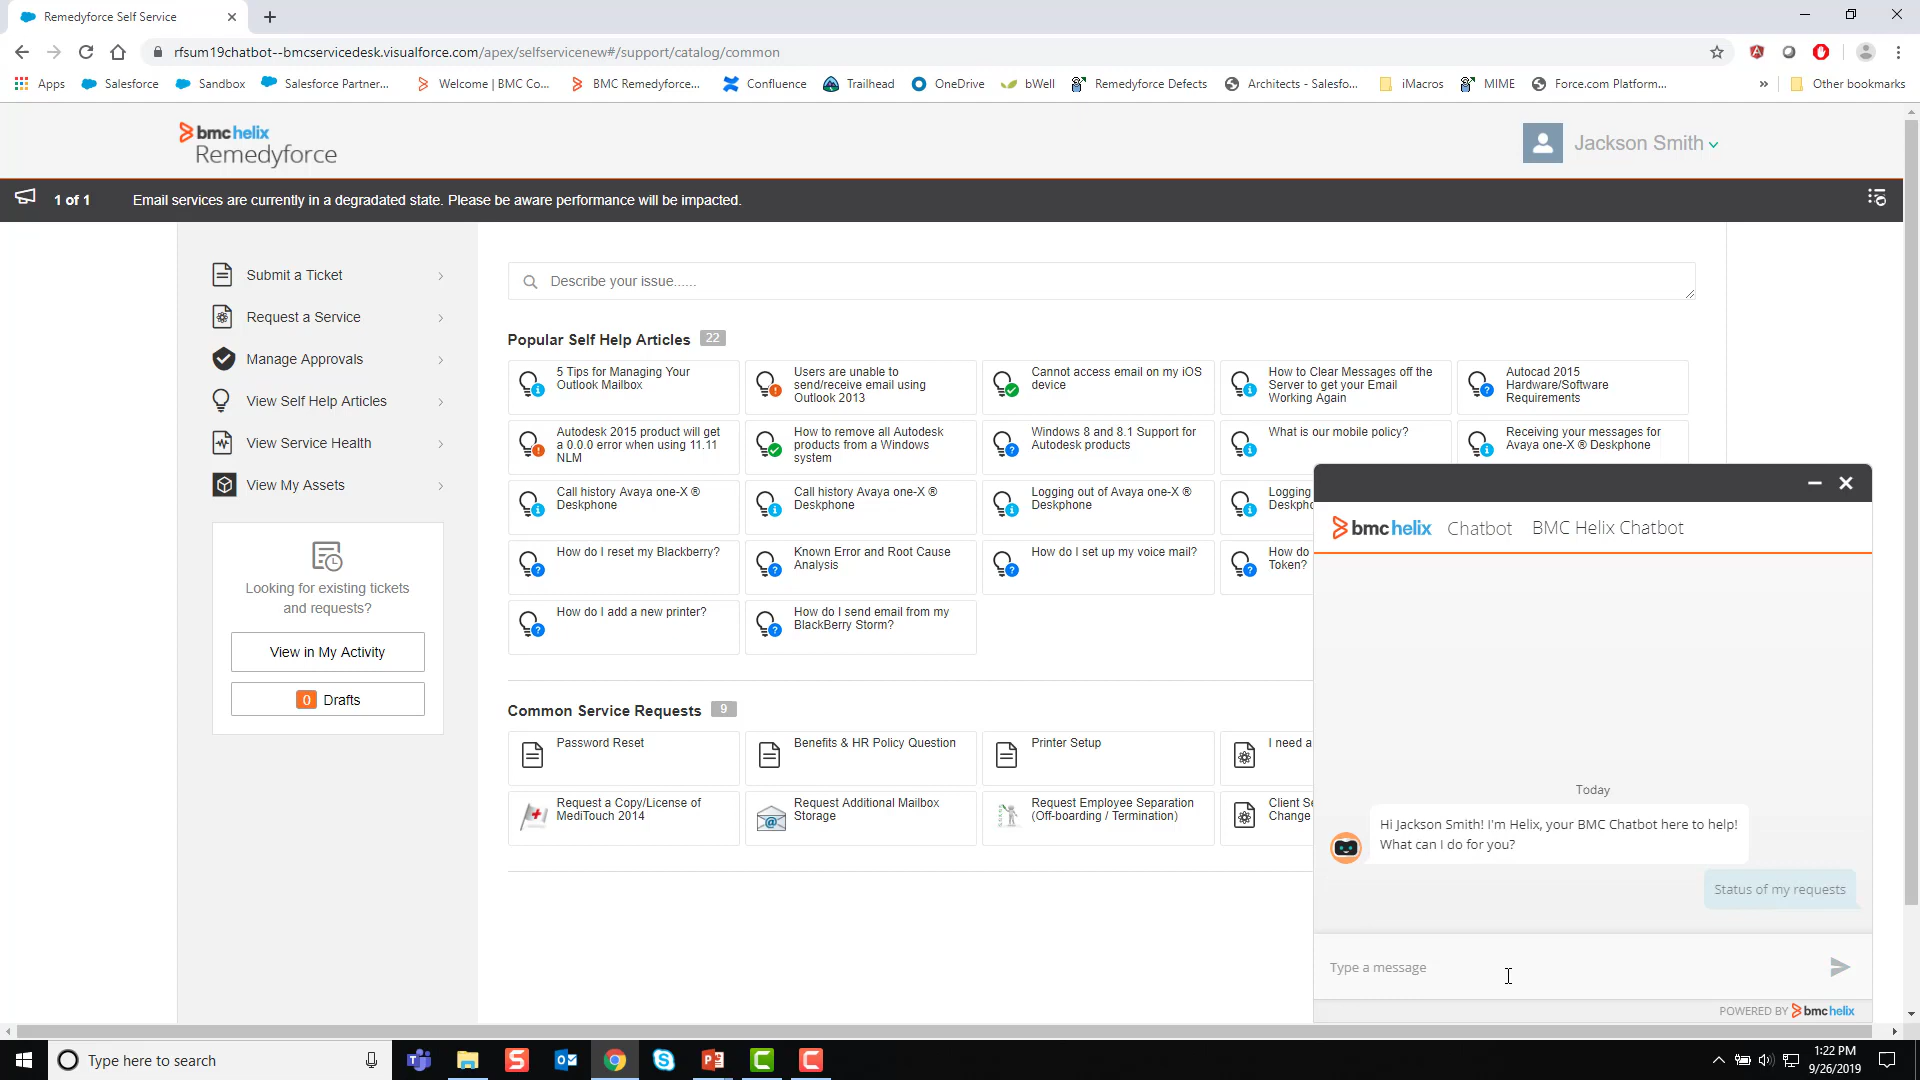 Remedyforce Self Service
rfsum19chatbot--bmcservicedesk.visualforce.com/apex/selfservicenew#/support/catalog/common
Apps Salesforce Sandbox Salesforce Partner... Welcome | BMC Co... BMC Remedyforce... Confluence Trailhead OneDrive bWell Remedyforce Defects Architects - Salesfo... iMacros MIME Force.com Platform... » Other bookmarks
bmchelix
Remedyforce
Jackson Smith
1 of 1 Email services are currently in a degradated state. Please be aware performance will be impacted.
Submit a Ticket
Request a Service
Manage Approvals
View Self Help Articles
View Service Health
View My Assets
Looking for existing tickets
and requests?
View in My Activity
0 Drafts
Describe your issue......
Popular Self Help Articles 22
5 Tips for Managing Your
Outlook Mailbox
Users are unable to
send/receive email using
Outlook 2013
Cannot access email on my iOS
device
How to Clear Messages off the
Server to get your Email
Working Again
Autocad 2015
Hardware/Software
Requirements
Autodesk 2015 product will get
a 0.0.0 error when using 11.11
NLM
How to remove all Autodesk
products from a Windows
system
Windows 8 and 8.1 Support for
Autodesk products
What is our mobile policy?
Receiving your messages for
Avaya one-X ® Deskphone
Call history Avaya one-X ®
Deskphone
Call history Avaya one-X ®
Deskphone
Logging out of Avaya one-X ®
Deskphone
Logging
Deskpho
How do I reset my Blackberry?
Known Error and Root Cause
Analysis
How do I set up my voice mail?
How do
Token?
How do I add a new printer?
How do I send email from my
BlackBerry Storm?
Common Service Requests 9
Password Reset
Benefits & HR Policy Question
Printer Setup
I need a
Request a Copy/License of
MediTouch 2014
Request Additional Mailbox
Storage
Request Employee Separation
(Off-boarding / Termination)
Client Se
Change
bmchelix Chatbot BMC Helix Chatbot
Today
Hi Jackson Smith! I'm Helix, your BMC Chatbot here to help!
What can I do for you?
Status of my requests
Type a message
POWERED BY bmchelix
Type here to search
1:22 PM
9/26/2019